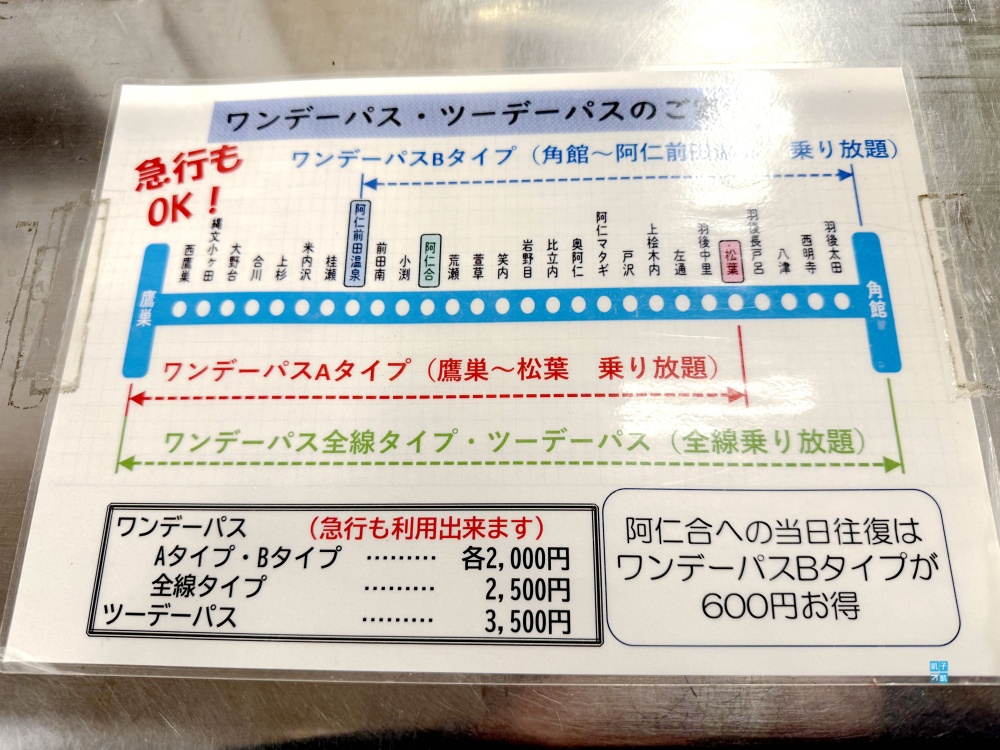 ワンデーパス・ツーデーパスのご
急行も
OK！
ワンデーパスBタイプ（角館～阿仁前田 乗り放題）
鷹巣
西鷹巣
縄文小ヶ田
大野台
合川
上杉
米内沢
桂瀬
阿仁前田温泉
前田南
小渕
阿仁合
荒瀬
萱草
笑内
岩野目
比立内
奥阿仁
阿仁マタギ
戸沢
上桧木内
左通
羽後中里
松葉
羽後長戸呂
八津
西明寺
羽後太田
角館
ワンデーパスAタイプ（鷹巣～松葉　乗り放題）
ワンデーパス全線タイプ・ツーデーパス（全線乗り放題）
ワンデーパス （急行も利用出来ます）
Aタイプ・Bタイプ ……… 各2,000円
全線タイプ ……… 2,500円
ツーデーパス ……… 3,500円
阿仁合への当日往復は
ワンデーパスBタイプが
600円お得